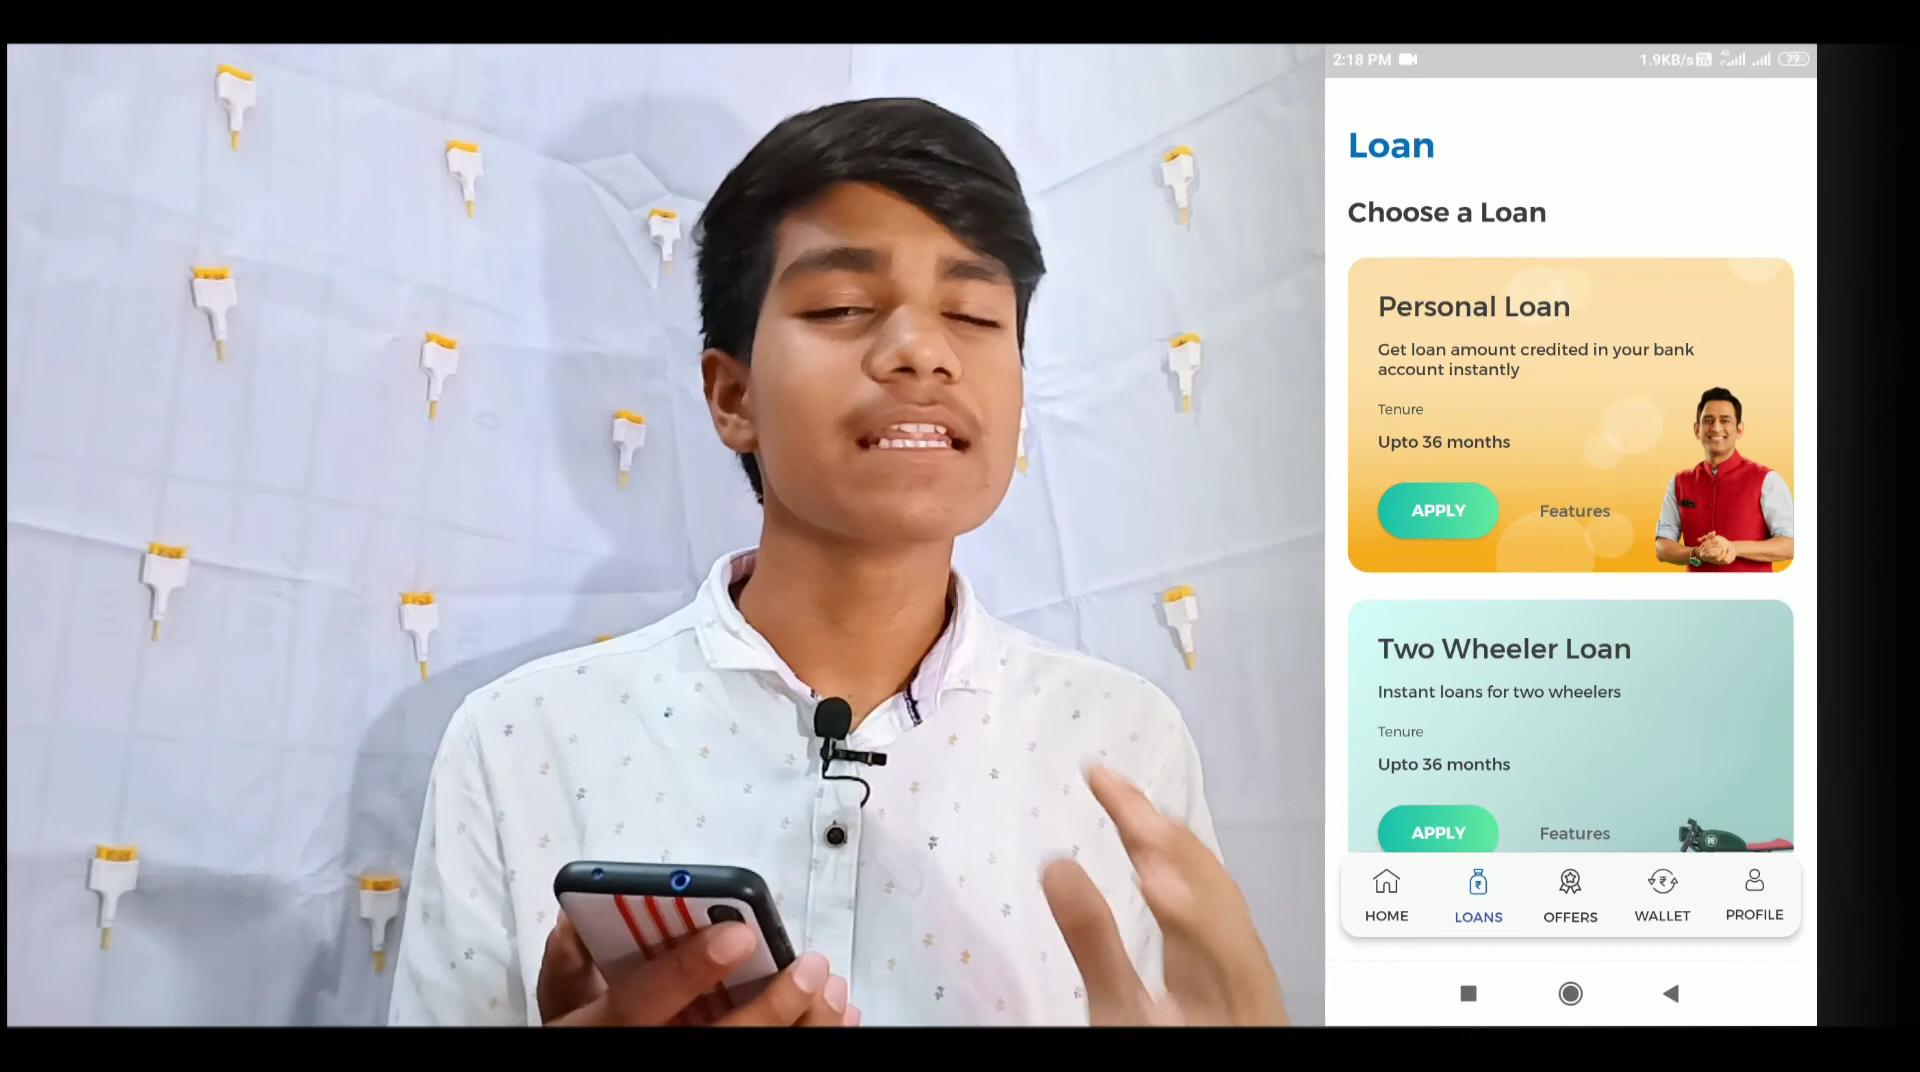 2:18 PM
1.9KB/s
4G
79
Loan
Choose a Loan
Personal Loan
Get loan amount credited in your bank
account instantly
Tenure
Upto 36 months
APPLY
Features
Two Wheeler Loan
Instant loans for two wheelers
Tenure
Upto 36 months
APPLY
Features
HOME
LOANS
OFFERS
WALLET
PROFILE